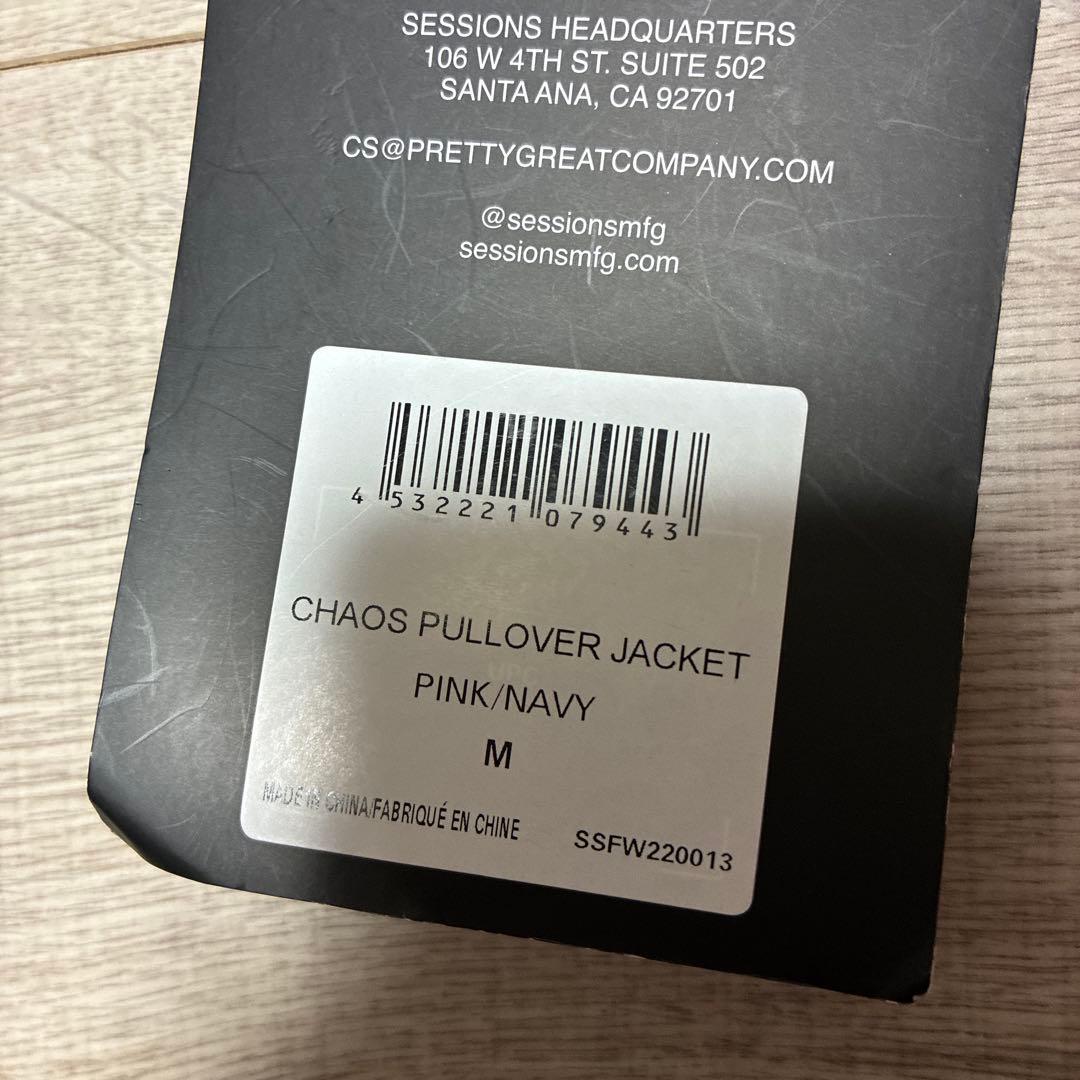 SESSIONS HEADQUARTERS
106 W 4TH ST. SUITE 502
SANTA ANA, CA 92701
CS@PRETTYGREATCOMPANY.COM
@sessionsmfg
sessionsmfg.com
4 532221 079443
CHAOS PULLOVER JACKET
UPC
PINK/NAVY
M
MADE IN CHINA/FABRIQUÉ EN CHINE
SSFW220013